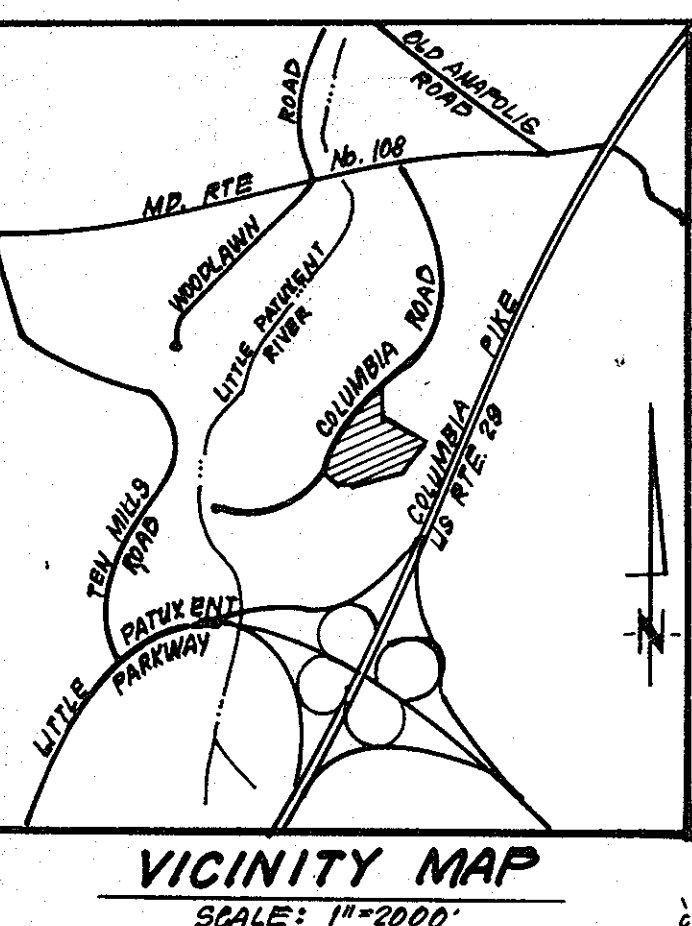 OLD ANAPOLIS
ROAD
ROAD
No. 108
MD. RTE
WOODLAWN
LITTLE PATUXENT
RIVER
COLUMBIA ROAD
COLUMBIA PIKE
US RTE. 29
TEN MILLS
ROAD
LITTLE PATUXENT
PARKWAY
N
VICINITY MAP
SCALE: 1"=2000'